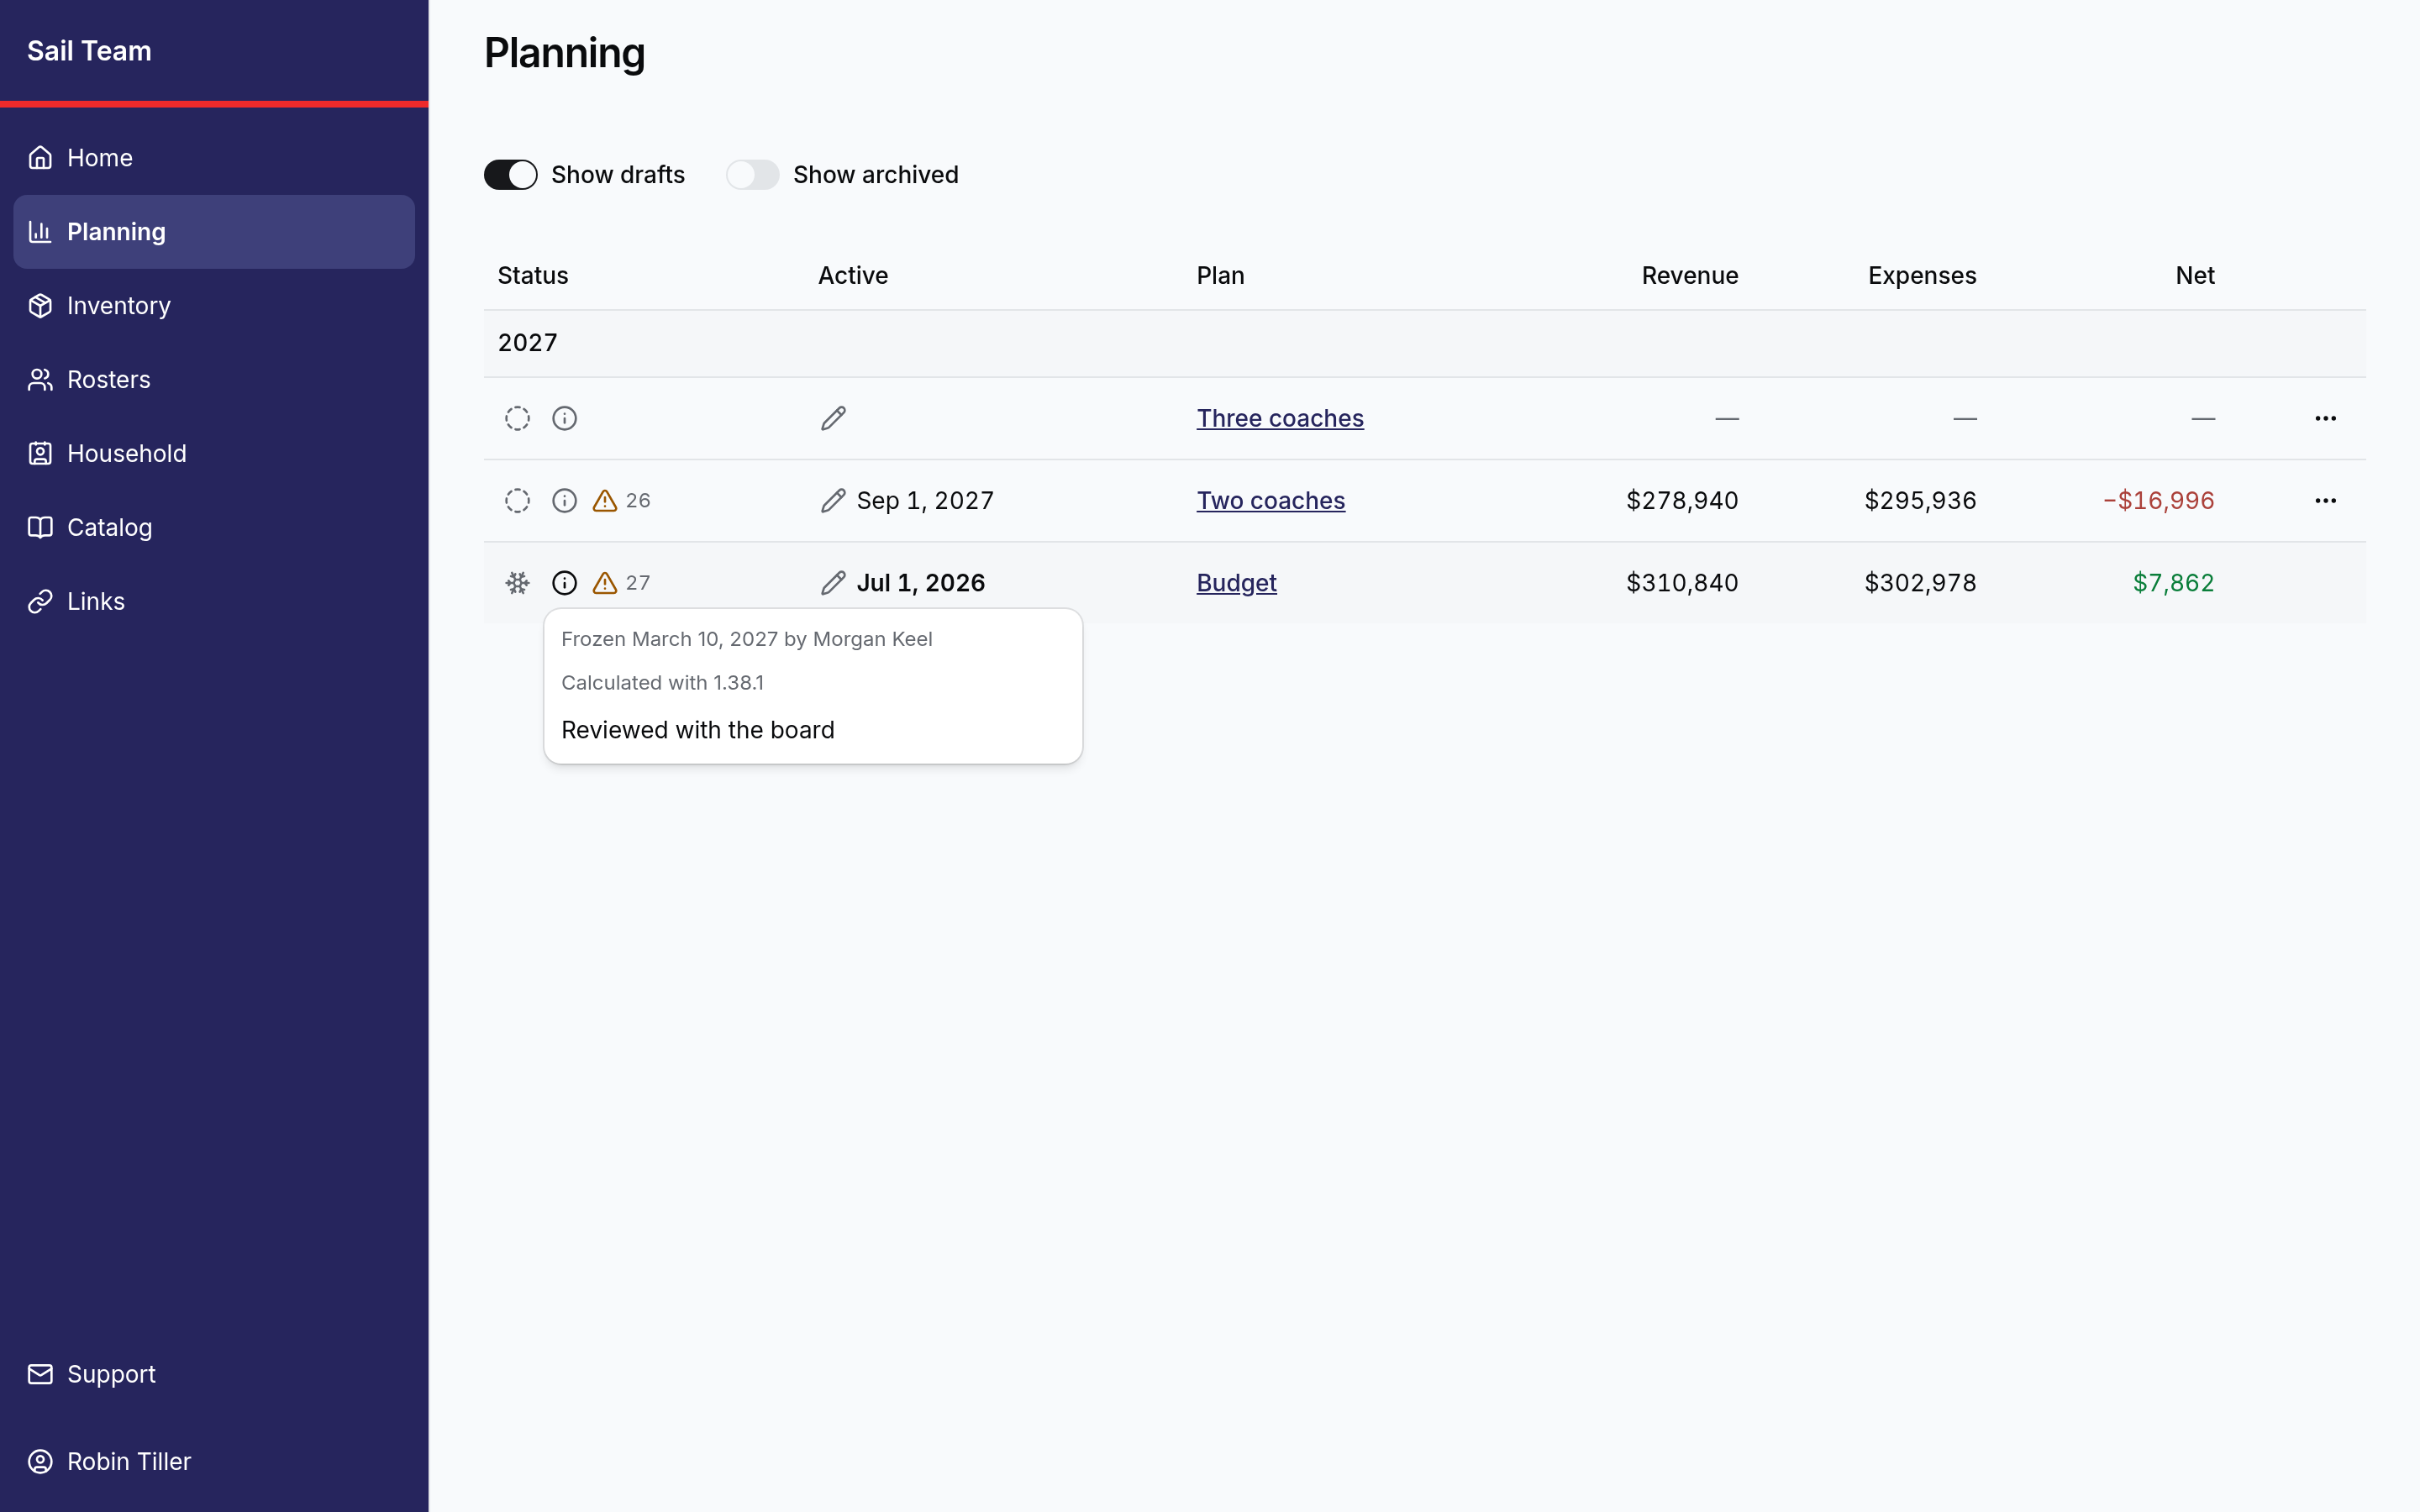 Sail Team
Home
Planning
Inventory
Rosters
Household
Catalog
Links
Support
Robin Tiller
Planning
Show drafts Show archived
Status Active Plan Revenue Expenses Net
2027
Three coaches — — —
26 Sep 1, 2027 Two coaches $278,940 $295,936 −$16,996
27 Jul 1, 2026 Budget $310,840 $302,978 $7,862
Frozen March 10, 2027 by Morgan Keel
Calculated with 1.38.1
Reviewed with the board